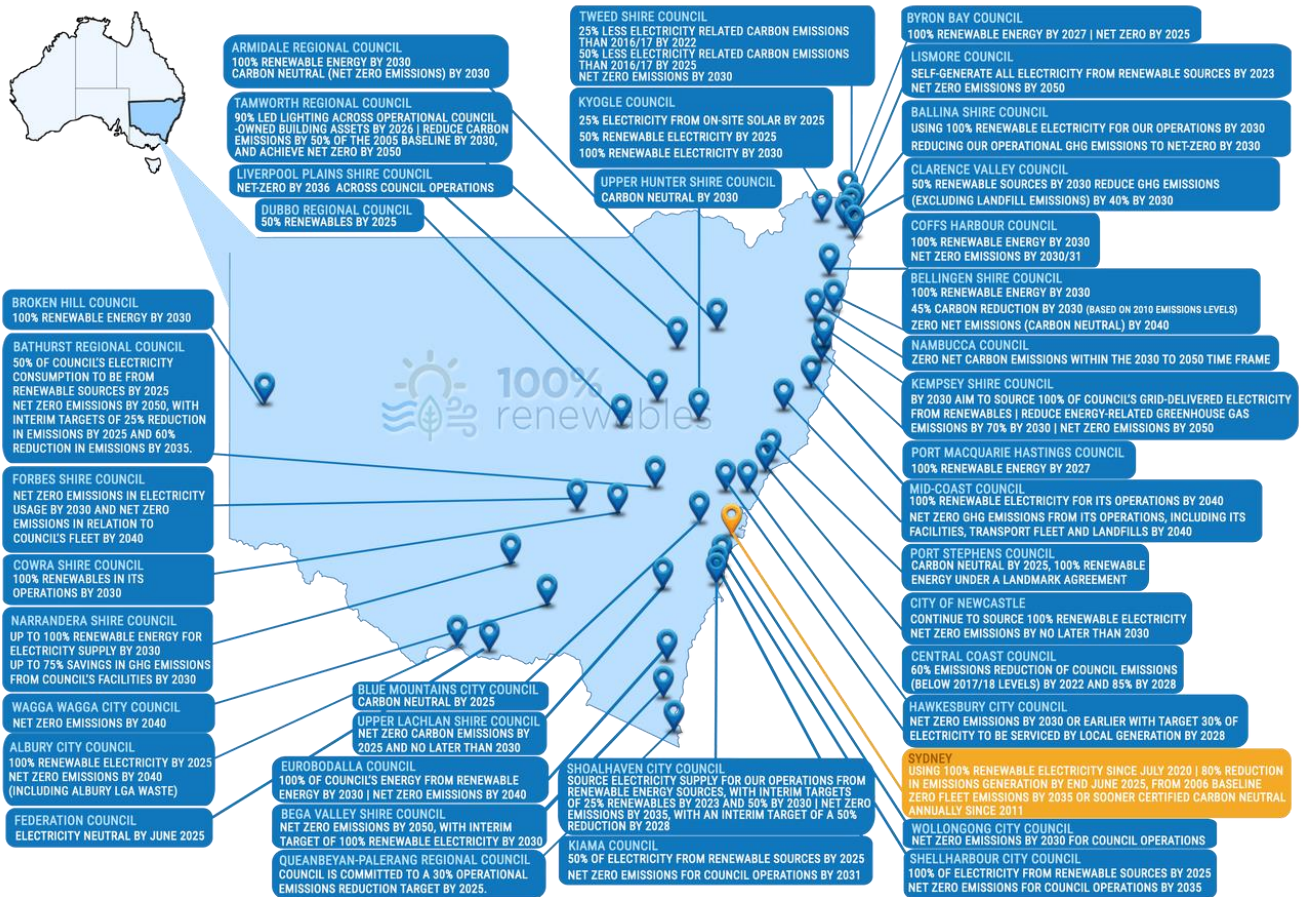 ARMIDALE REGIONAL COUNCIL
100% RENEWABLE ENERGY BY 2030
CARBON NEUTRAL (NET ZERO EMISSIONS) BY 2030
TAMWORTH REGIONAL COUNCIL
90% LED LIGHTING ACROSS OPERATIONAL COUNCIL
-OWNED BUILDING ASSETS BY 2026 | REDUCE CARBON
EMISSIONS BY 50% OF THE 2005 BASELINE BY 2030,
AND ACHIEVE NET ZERO BY 2050
LIVERPOOL PLAINS SHIRE COUNCIL
NET-ZERO BY 2036 ACROSS COUNCIL OPERATIONS
DUBBO REGIONAL COUNCIL
50% RENEWABLES BY 2025
TWEED SHIRE COUNCIL
25% LESS ELECTRICITY RELATED CARBON EMISSIONS
THAN 2016/17 BY 2022
50% LESS ELECTRICITY RELATED CARBON EMISSIONS
THAN 2016/17 BY 2025
NET ZERO EMISSIONS BY 2030
KYOGLE COUNCIL
25% ELECTRICITY FROM ON-SITE SOLAR BY 2025
50% RENEWABLE ELECTRICITY BY 2025
100% RENEWABLE ELECTRICITY BY 2030
UPPER HUNTER SHIRE COUNCIL
CARBON NEUTRAL BY 2030
BYRON BAY COUNCIL
100% RENEWABLE ENERGY BY 2027 | NET ZERO BY 2025
LISMORE COUNCIL
SELF-GENERATE ALL ELECTRICITY FROM RENEWABLE SOURCES BY 2023
NET ZERO EMISSIONS BY 2050
BALLINA SHIRE COUNCIL
USING 100% RENEWABLE ELECTRICITY FOR OUR OPERATIONS BY 2030
REDUCING OUR OPERATIONAL GHG EMISSIONS TO NET-ZERO BY 2030
CLARENCE VALLEY COUNCIL
50% RENEWABLE SOURCES BY 2030 REDUCE GHG EMISSIONS
(EXCLUDING LANDFILL EMISSIONS) BY 40% BY 2030
COFFS HARBOUR COUNCIL
100% RENEWABLE ENERGY BY 2030
NET ZERO EMISSIONS BY 2030/31
BELLINGEN SHIRE COUNCIL
100% RENEWABLE ENERGY BY 2030
45% CARBON REDUCTION BY 2030 (BASED ON 2010 EMISSIONS LEVELS)
ZERO NET EMISSIONS (CARBON NEUTRAL) BY 2040
NAMBUCCA COUNCIL
ZERO NET CARBON EMISSIONS WITHIN THE 2030 TO 2050 TIME FRAME
KEMPSEY SHIRE COUNCIL
BY 2030 AIM TO SOURCE 100% OF COUNCIL'S GRID-DELIVERED ELECTRICITY
FROM RENEWABLES | REDUCE ENERGY-RELATED GREENHOUSE GAS
EMISSIONS BY 70% BY 2030 | NET ZERO EMISSIONS BY 2050
PORT MACQUARIE HASTINGS COUNCIL
100% RENEWABLE ENERGY BY 2027
MID-COAST COUNCIL
100% RENEWABLE ELECTRICITY FOR ITS OPERATIONS BY 2040
NET ZERO GHG EMISSIONS FROM ITS OPERATIONS, INCLUDING ITS
FACILITIES, TRANSPORT FLEET AND LANDFILLS BY 2040
PORT STEPHENS COUNCIL
CARBON NEUTRAL BY 2025, 100% RENEWABLE
ENERGY UNDER A LANDMARK AGREEMENT
CITY OF NEWCASTLE
CONTINUE TO SOURCE 100% RENEWABLE ELECTRICITY
NET ZERO EMISSIONS BY NO LATER THAN 2030
CENTRAL COAST COUNCIL
60% EMISSIONS REDUCTION OF COUNCIL EMISSIONS
(BELOW 2017/18 LEVELS) BY 2022 AND 85% BY 2028
HAWKESBURY CITY COUNCIL
NET ZERO EMISSIONS BY 2030 OR EARLIER WITH TARGET 30% OF
ELECTRICITY TO BE SERVICED BY LOCAL GENERATION BY 2028
SYDNEY
USING 100% RENEWABLE ELECTRICITY SINCE JULY 2020 | 80% REDUCTION
IN EMISSIONS GENERATION BY END JUNE 2025, FROM 2006 BASELINE
ZERO FLEET EMISSIONS BY 2035 OR SOONER CERTIFIED CARBON NEUTRAL
ANNUALLY SINCE 2011
WOLLONGONG CITY COUNCIL
NET ZERO EMISSIONS BY 2030 FOR COUNCIL OPERATIONS
SHELLHARBOUR CITY COUNCIL
100% OF ELECTRICITY FROM RENEWABLE SOURCES BY 2025
NET ZERO EMISSIONS FOR COUNCIL OPERATIONS BY 2035
100%
renewables
BROKEN HILL COUNCIL
100% RENEWABLE ENERGY BY 2030
BATHURST REGIONAL COUNCIL
50% OF COUNCIL'S ELECTRICITY
CONSUMPTION TO BE FROM
RENEWABLE SOURCES BY 2025
NET ZERO EMISSIONS BY 2050, WITH
INTERIM TARGETS OF 25% REDUCTION
IN EMISSIONS BY 2025 AND 60%
REDUCTION IN EMISSIONS BY 2035.
FORBES SHIRE COUNCIL
NET ZERO EMISSIONS IN ELECTRICITY
USAGE BY 2030 AND NET ZERO
EMISSIONS IN RELATION TO
COUNCIL'S FLEET BY 2040
COWRA SHIRE COUNCIL
100% RENEWABLES IN ITS
OPERATIONS BY 2030
NARRANDERA SHIRE COUNCIL
UP TO 100% RENEWABLE ENERGY FOR
ELECTRICITY SUPPLY BY 2030
UP TO 75% SAVINGS IN GHG EMISSIONS
FROM COUNCIL'S FACILITIES BY 2030
WAGGA WAGGA CITY COUNCIL
NET ZERO EMISSIONS BY 2040
ALBURY CITY COUNCIL
100% RENEWABLE ELECTRICITY BY 2025
NET ZERO EMISSIONS BY 2040
(INCLUDING ALBURY LGA WASTE)
FEDERATION COUNCIL
ELECTRICITY NEUTRAL BY JUNE 2025
BLUE MOUNTAINS CITY COUNCIL
CARBON NEUTRAL BY 2025
UPPER LACHLAN SHIRE COUNCIL
NET ZERO CARBON EMISSIONS BY
2025 AND NO LATER THAN 2030
EUROBODALLA COUNCIL
100% OF COUNCIL'S ENERGY FROM RENEWABLE
ENERGY BY 2030 | NET ZERO EMISSIONS BY 2040
BEGA VALLEY SHIRE COUNCIL
NET ZERO EMISSIONS BY 2050, WITH INTERIM
TARGET OF 100% RENEWABLE ELECTRICITY BY 2030
QUEANBEYAN-PALERANG REGIONAL COUNCIL
COUNCIL IS COMMITTED TO A 30% OPERATIONAL
EMISSIONS REDUCTION TARGET BY 2025.
SHOALHAVEN CITY COUNCIL
SOURCE ELECTRICITY SUPPLY FOR OUR OPERATIONS FROM
RENEWABLE ENERGY SOURCES, WITH INTERIM TARGETS
OF 25% RENEWABLES BY 2023 AND 50% BY 2030 | NET ZERO
EMISSIONS BY 2035, WITH AN INTERIM TARGET OF A 50%
REDUCTION BY 2028
KIAMA COUNCIL
50% OF ELECTRICITY FROM RENEWABLE SOURCES BY 2025
NET ZERO EMISSIONS FOR COUNCIL OPERATIONS BY 2031